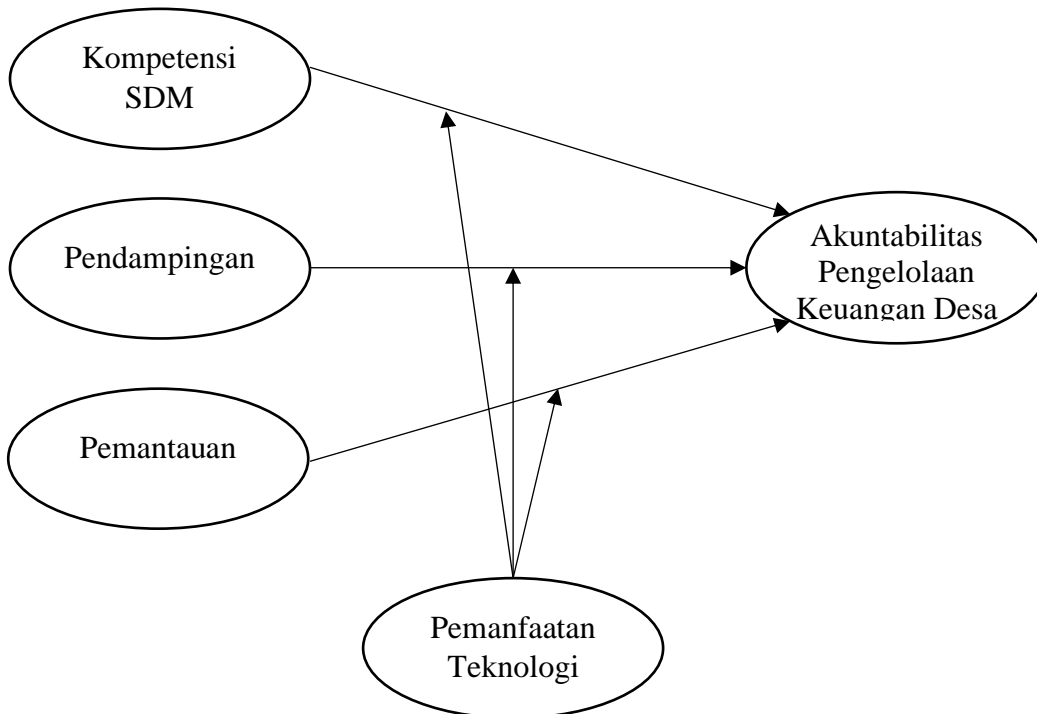 Kompetensi
SDM
Pendampingan
Akuntabilitas
Pengelolaan
Keuangan Desa
Pemantauan
Pemanfaatan
Teknologi